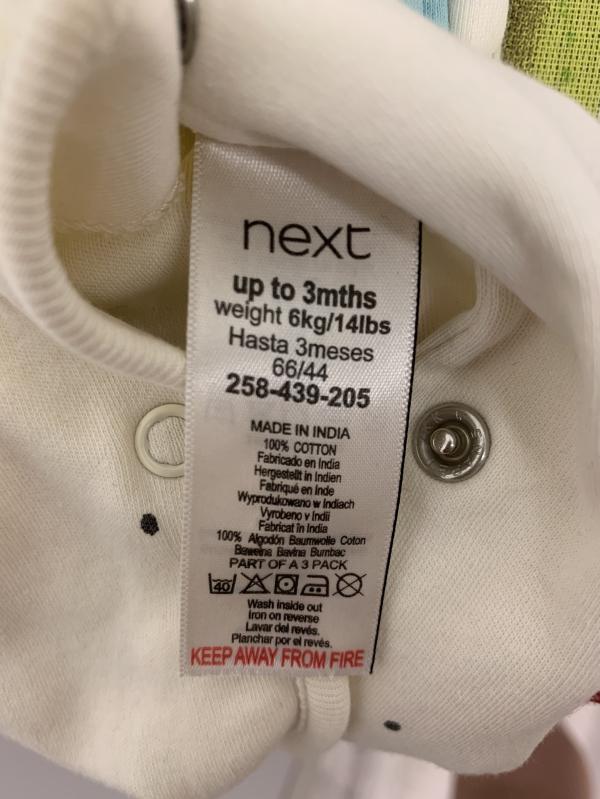 next
up to 3mths
weight 6kg/14lbs
Hasta 3meses
66/44
258-439-205
MADE IN INDIA
100% COTTON
Fabricado en India
Hergestellt in Indien
Fabriqué en Inde
Wyprodukowano w Indiach
Vyrobeno v Indii
Fabricat în India
100% Algodón Baumwolle Coton
Bawełna Bavlna Bumbac
PART OF A 3 PACK
40
Wash inside out
Iron on reverse
Lavar del revés.
Planchar por el revés.
KEEP AWAY FROM FIRE